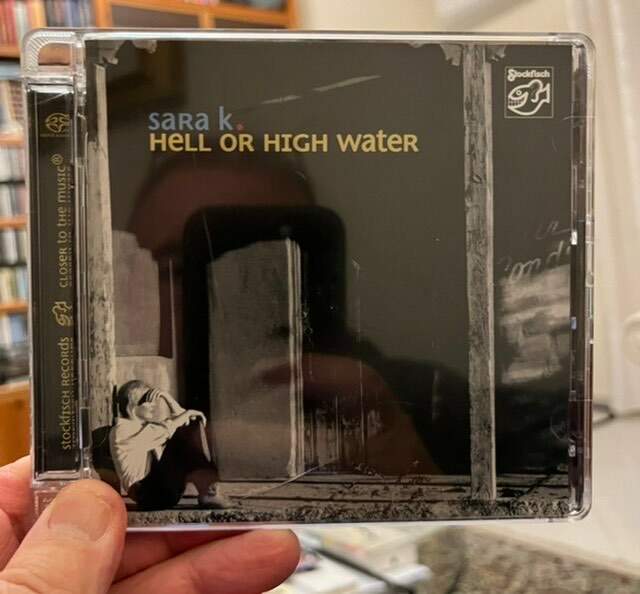 sara k.
Hell or High Water
Stockfisch
stockfisch records closer to the music®